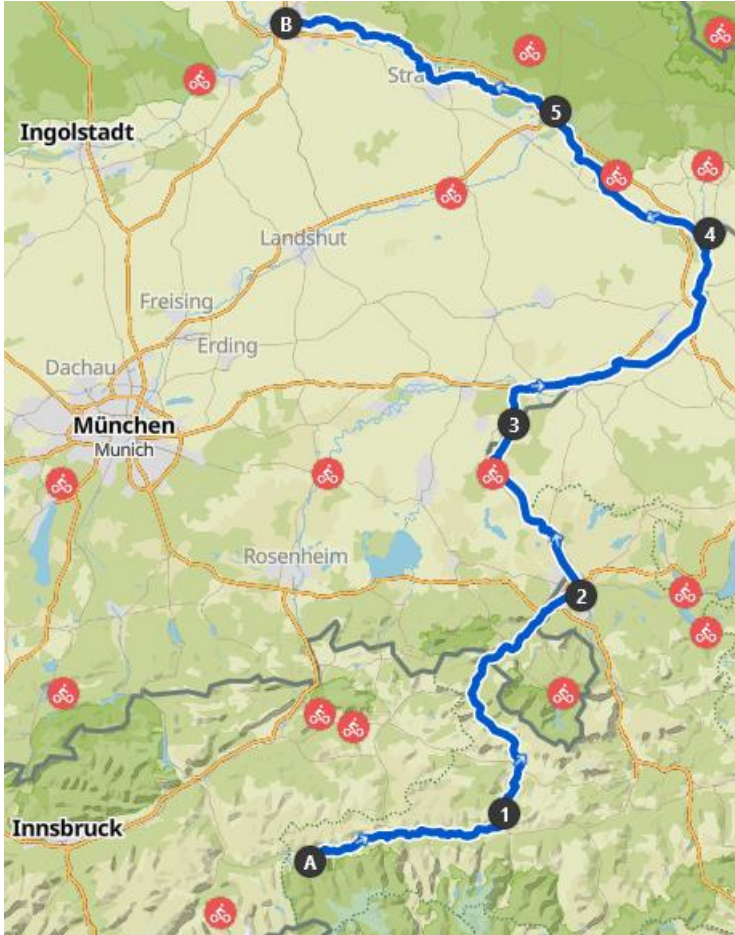 B
Stra
5
Ingolstadt
4
Landshut
Freising
Erding
Dachau
München
Munich
3
Rosenheim
2
1
Innsbruck
A